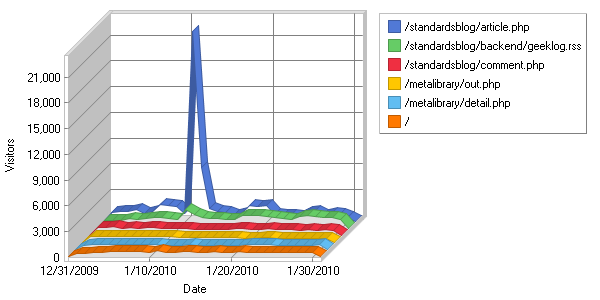 21,000
18,000
15,000
12,000
9,000
6,000
3,000
0
Visitors
12/31/2009
1/10/2010
1/20/2010
1/30/2010
Date
/standardsblog/article.php
/standardsblog/backend/geeklog.rss
/standardsblog/comment.php
/metalibrary/out.php
/metalibrary/detail.php
/